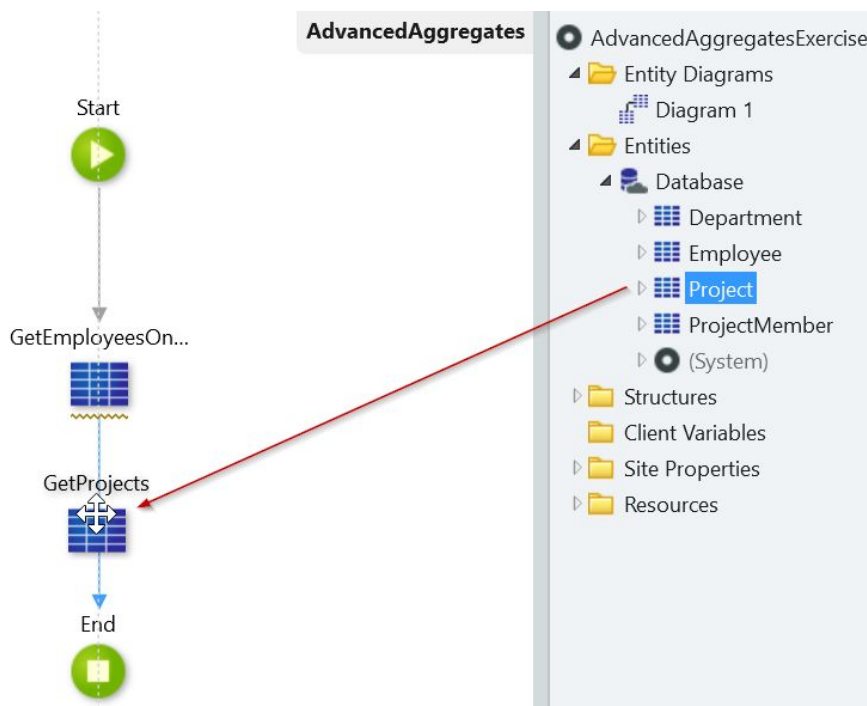 AdvancedAggregates
Start
GetEmployeesOn...
GetProjects
End
AdvancedAggregatesExercise
Entity Diagrams
Diagram 1
Entities
Database
Department
Employee
Project
ProjectMember
(System)
Structures
Client Variables
Site Properties
Resources